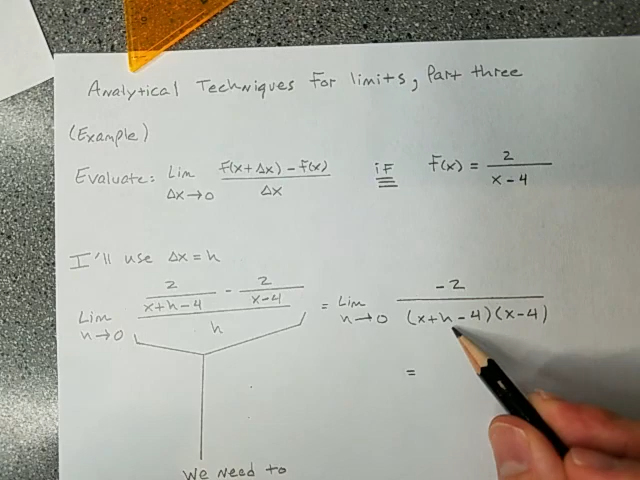 Analytical Techniques for limits, Part three
(Example)
Evaluate: Lim Δx→0 (F(x+Δx) − F(x)) / Δx if F(x) = 2 / (x−4)
I'll use Δx = h
Lim h→0 (2/(x+h−4) − 2/(x−4)) / h = Lim h→0 −2 / ((x+h−4)(x−4))
=
We need to